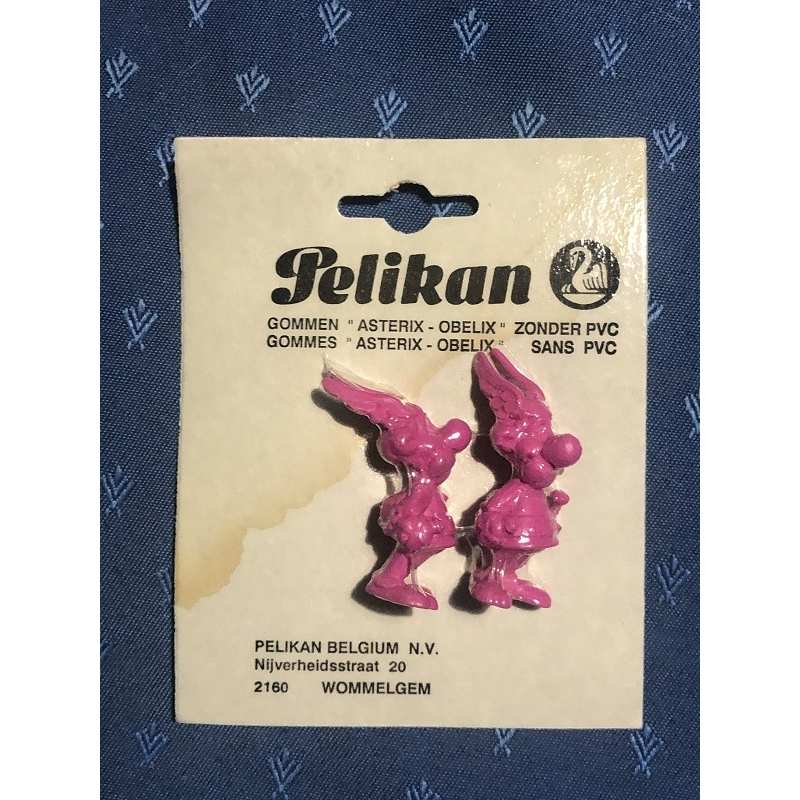 Pelikan
GOMMEN " ASTERIX - OBELIX " ZONDER PVC
GOMMES " ASTERIX - OBELIX " SANS PVC
PELIKAN BELGIUM N.V.
Nijverheidsstraat 20
2160 WOMMELGEM